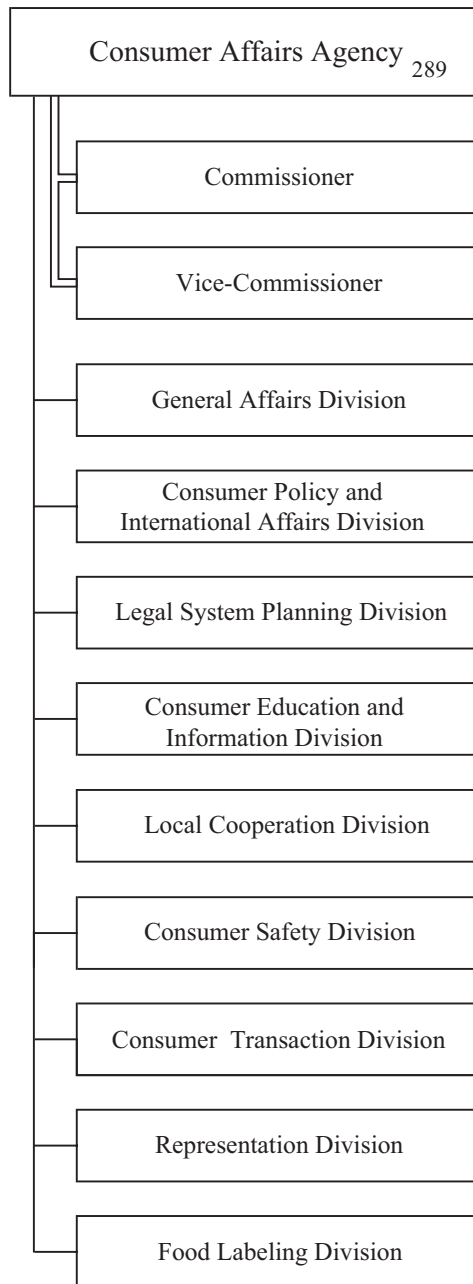 Consumer Affairs Agency 289
Commissioner
Vice-Commissioner
General Affairs Division
Consumer Policy and
International Affairs Division
Legal System Planning Division
Consumer Education and
Information Division
Local Cooperation Division
Consumer Safety Division
Consumer Transaction Division
Representation Division
Food Labeling Division